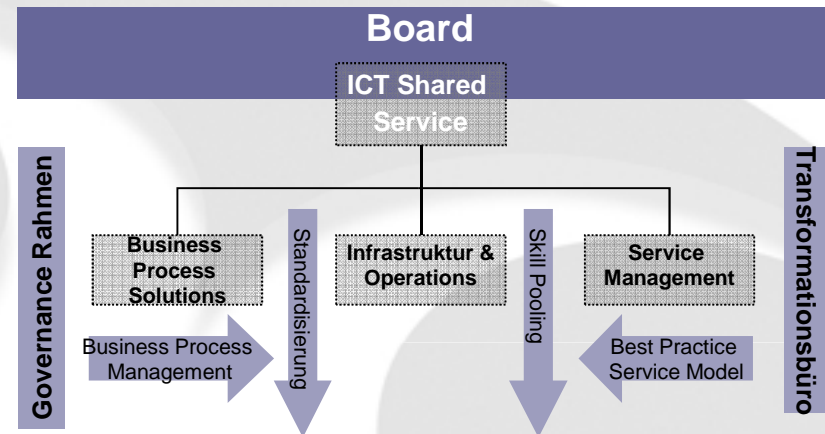 Board
ICT Shared
Service
Governance Rahmen
Transformationsbüro
Business
Process
Solutions
Standardisierung
Infrastruktur &
Operations
Skill Pooling
Service
Management
Business Process
Management
Best Practice
Service Model